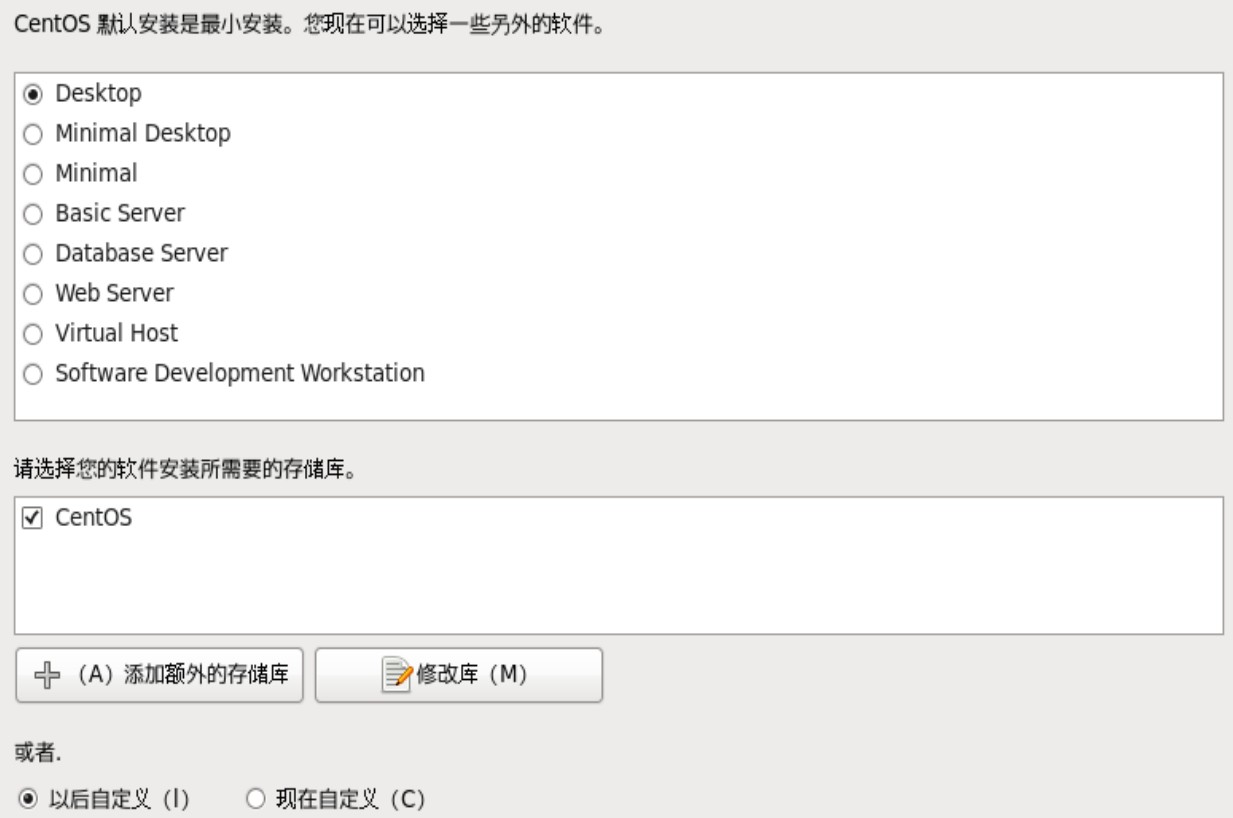 CentOS 默认安装是最小安装。您现在可以选择一些另外的软件。
Desktop
Minimal Desktop
Minimal
Basic Server
Database Server
Web Server
Virtual Host
Software Development Workstation
请选择您的软件安装所需要的存储库。
CentOS
（A）添加额外的存储库 修改库（M）
或者.
以后自定义（l） 现在自定义（C）